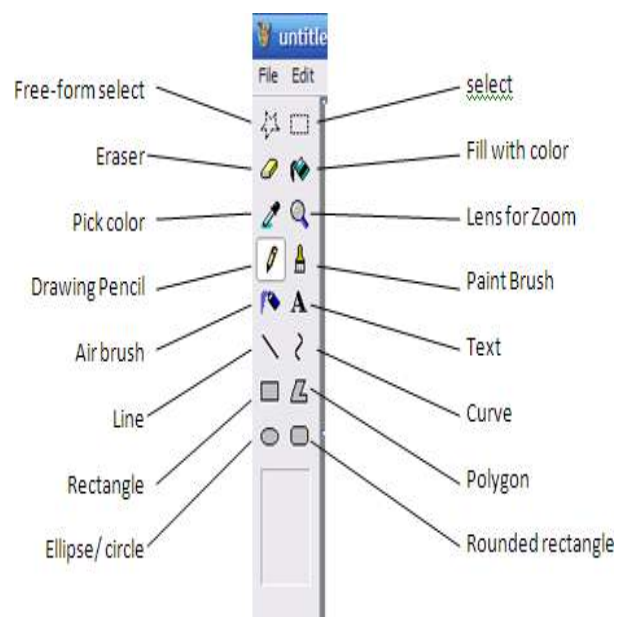 untitle
File Edit
Free-form select
select
Eraser
Fill with color
Pick color
Lens for Zoom
Drawing Pencil
Paint Brush
Air brush
A
Text
Line
Curve
Rectangle
Polygon
Ellipse/ circle
Rounded rectangle